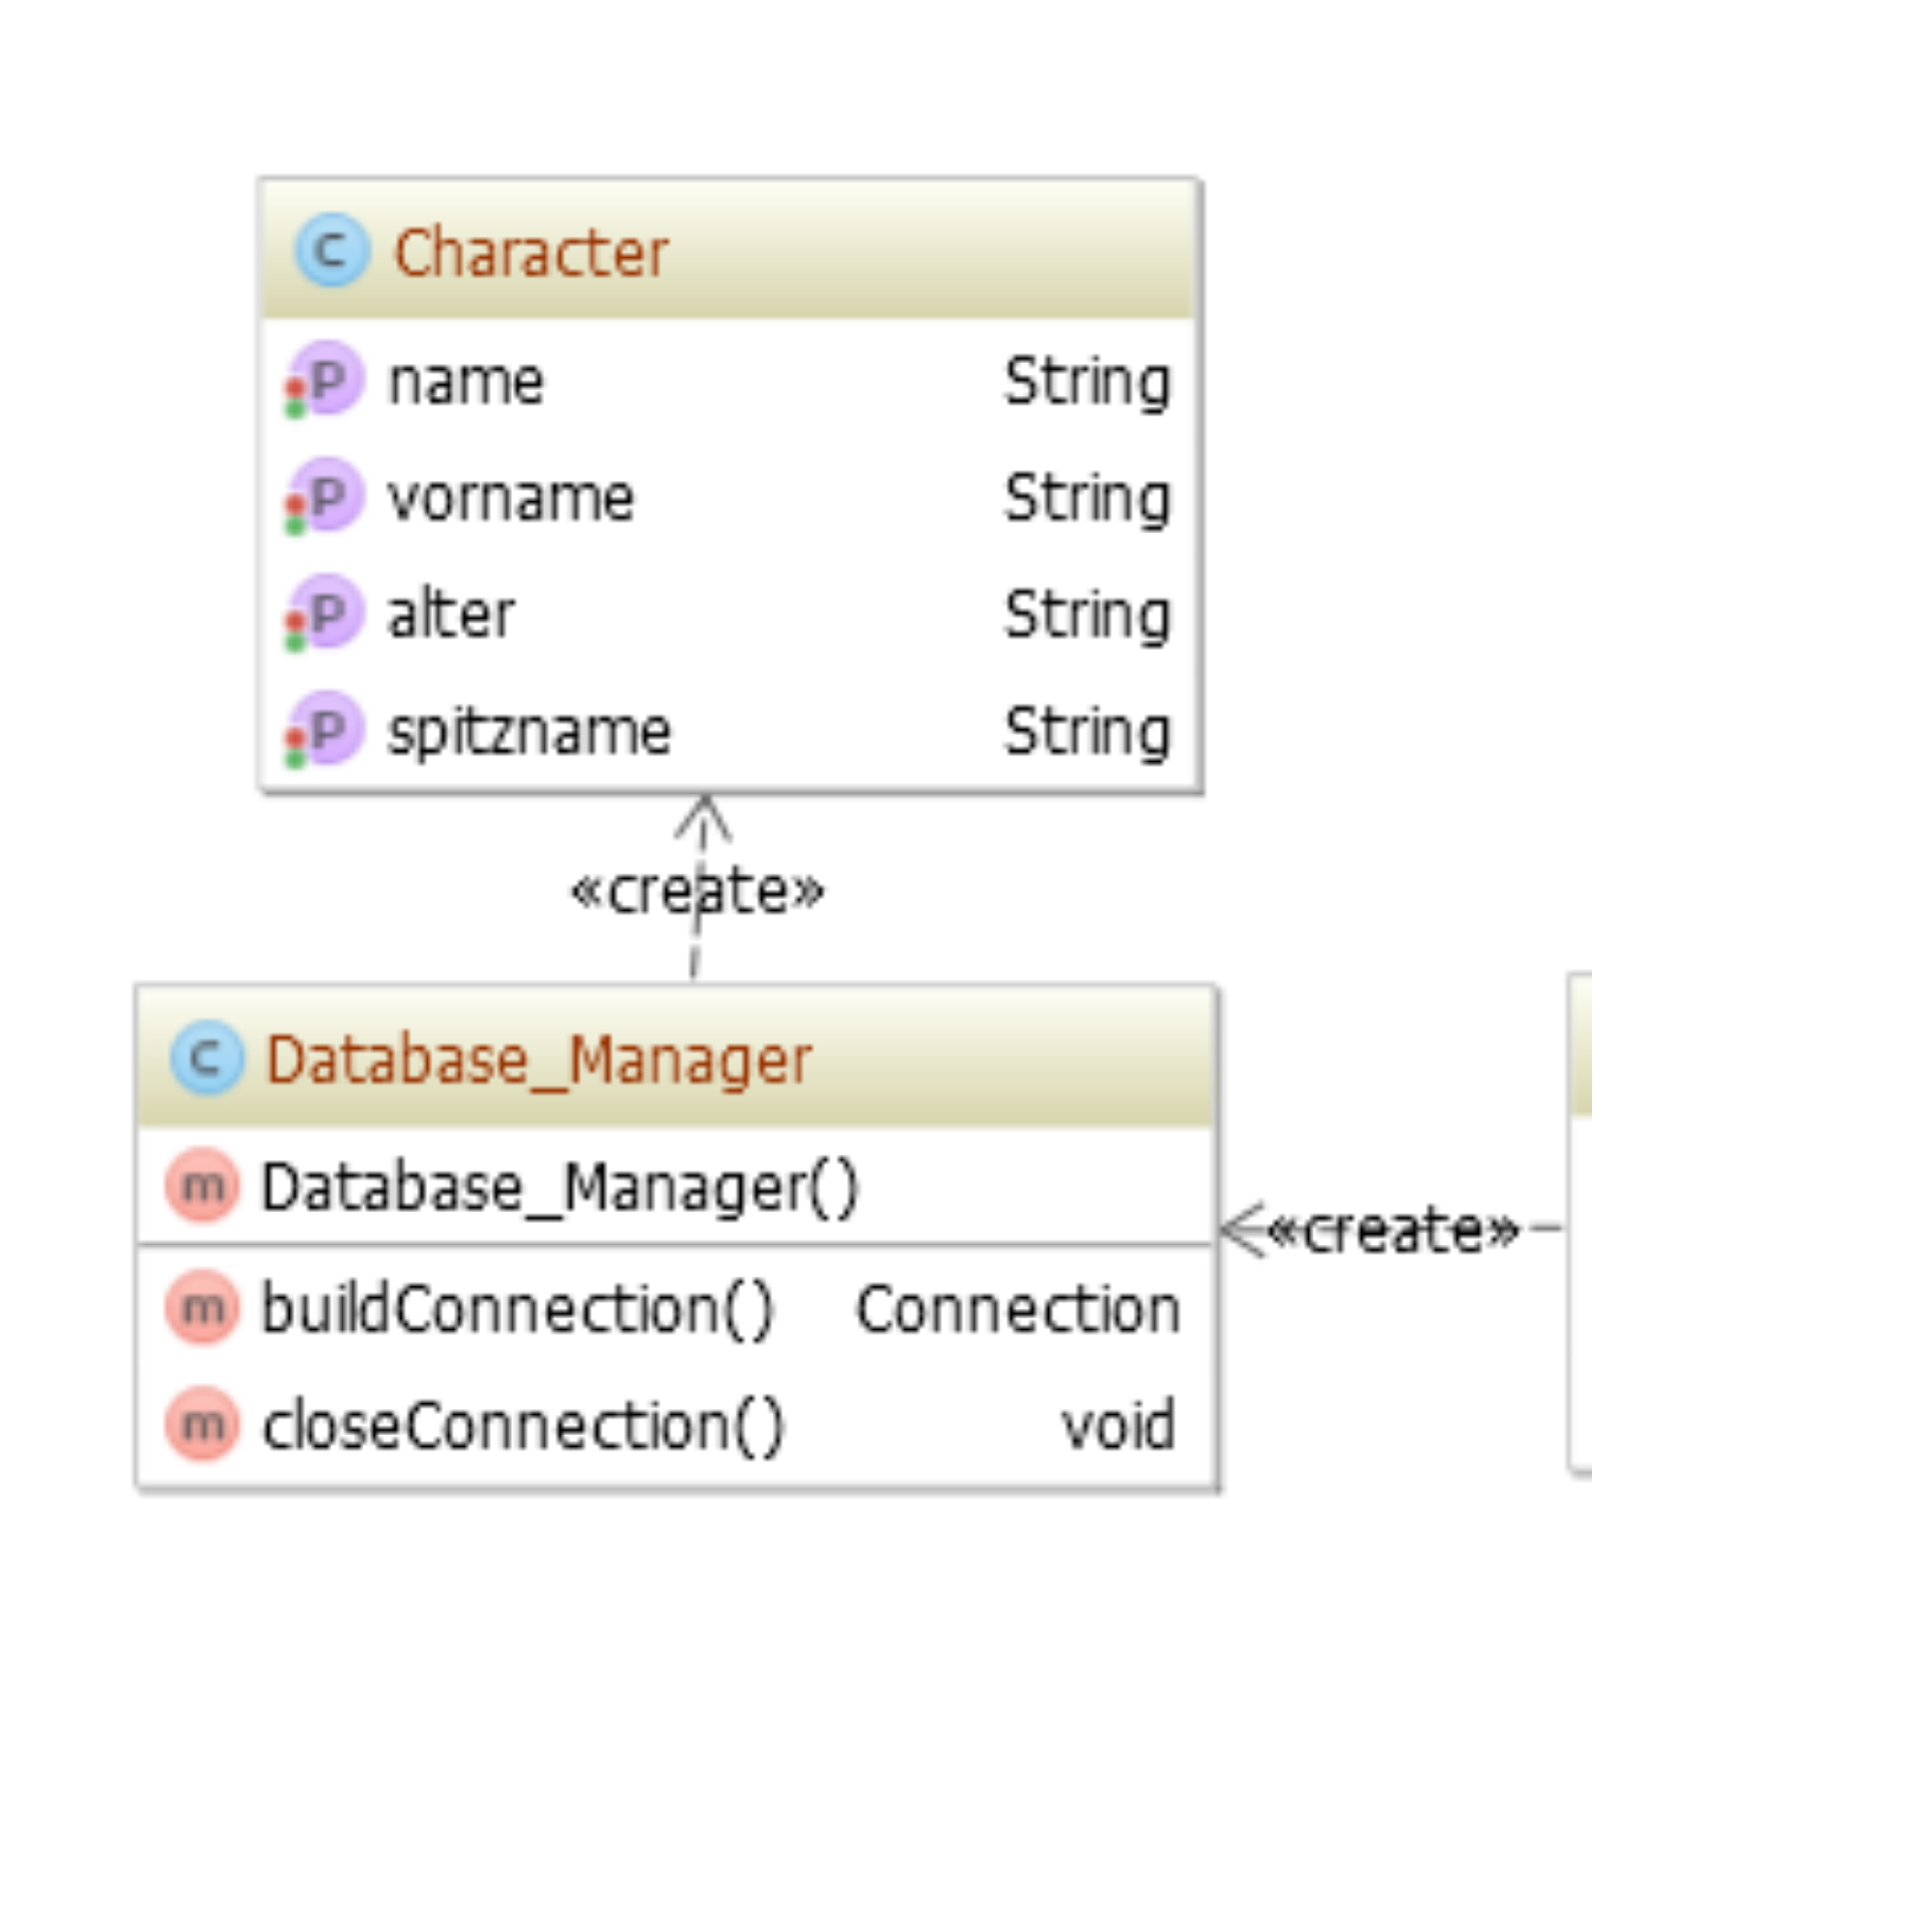 C Character
P name String
P vorname String
P alter String
P spitzname String
«create»
C Database_Manager
m Database_Manager()
«create»
m buildConnection() Connection
m closeConnection() void